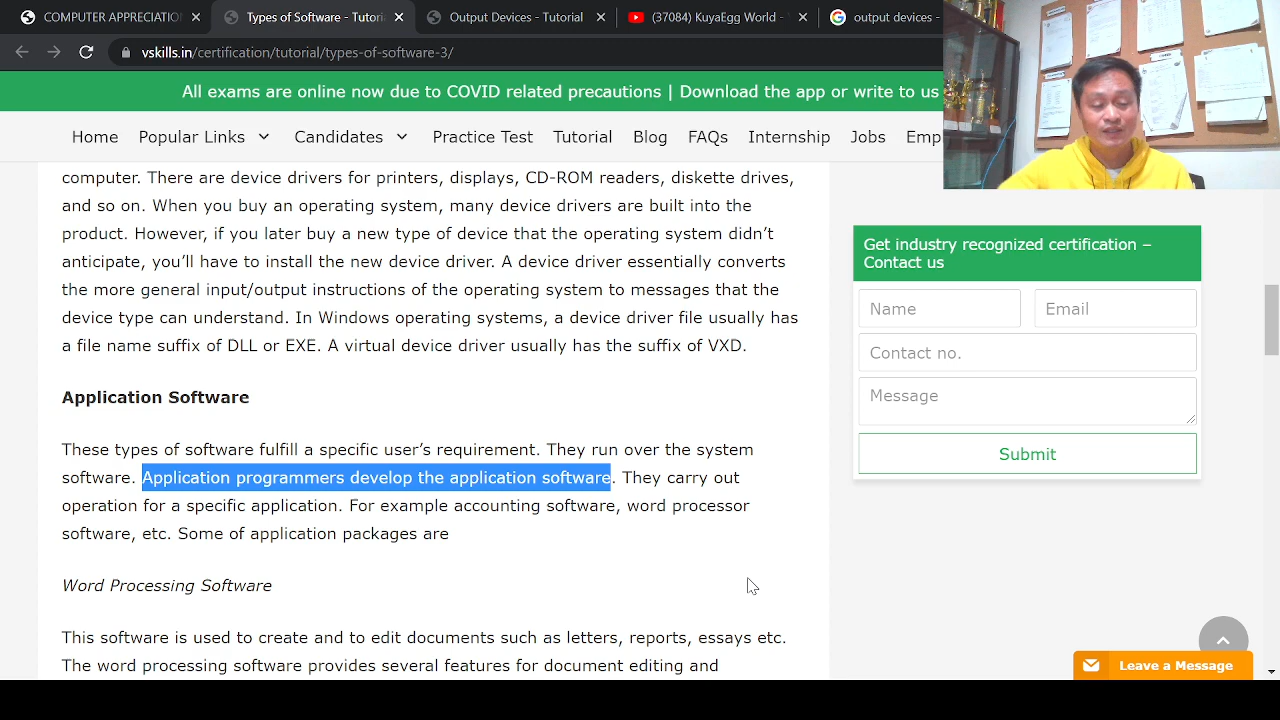 COMPUTER APPRECIATIO
Types of Software - Tutoria
Output Devices - Tutorial
(37084) KuyaEgg World - Y
output devices -
vskills.in/certification/tutorial/types-of-software-3/
All exams are online now due to COVID related precautions | Download the app or write to us
Home Popular Links Candidates Practice Test Tutorial Blog FAQs Internship Jobs Emp
computer. There are device drivers for printers, displays, CD-ROM readers, diskette drives,
and so on. When you buy an operating system, many device drivers are built into the
product. However, if you later buy a new type of device that the operating system didn't
anticipate, you'll have to install the new device driver. A device driver essentially converts
the more general input/output instructions of the operating system to messages that the
device type can understand. In Windows operating systems, a device driver file usually has
a file name suffix of DLL or EXE. A virtual device driver usually has the suffix of VXD.
Application Software
These types of software fulfill a specific user's requirement. They run over the system
software. Application programmers develop the application software. They carry out
operation for a specific application. For example accounting software, word processor
software, etc. Some of application packages are
Word Processing Software
This software is used to create and to edit documents such as letters, reports, essays etc.
The word processing software provides several features for document editing and
Get industry recognized certification –
Contact us
Name Email
Contact no.
Message
Submit
Leave a Message